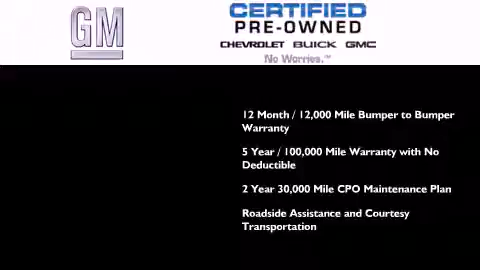 GM
CERTIFIED
PRE-OWNED
CHEVROLET BUICK GMC
No Worries.™
12 Month / 12,000 Mile Bumper to Bumper
Warranty
5 Year / 100,000 Mile Warranty with No
Deductible
2 Year 30,000 Mile CPO Maintenance Plan
Roadside Assistance and Courtesy
Transportation